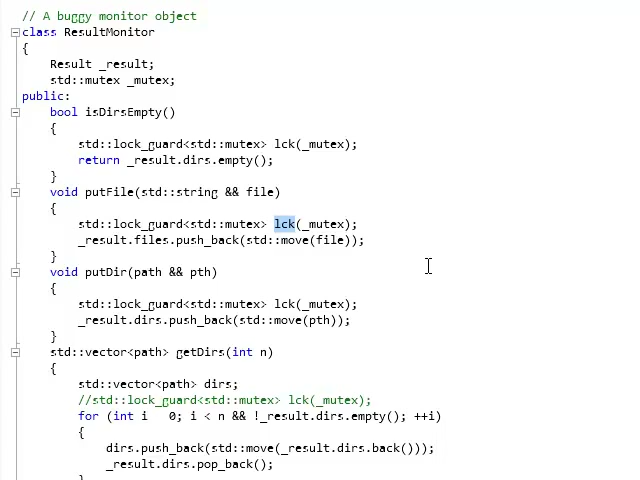 // A buggy monitor object
class ResultMonitor
{
Result _result;
std::mutex _mutex;
public:
bool isDirsEmpty()
{
std::lock_guard<std::mutex> lck(_mutex);
return _result.dirs.empty();
}
void putFile(std::string && file)
{
std::lock_guard<std::mutex> lck(_mutex);
_result.files.push_back(std::move(file));
}
void putDir(path && pth)
{
std::lock_guard<std::mutex> lck(_mutex);
_result.dirs.push_back(std::move(pth));
}
std::vector<path> getDirs(int n)
{
std::vector<path> dirs;
//std::lock_guard<std::mutex> lck(_mutex);
for (int i 0; i < n && !_result.dirs.empty(); ++i)
{
dirs.push_back(std::move(_result.dirs.back()));
_result.dirs.pop_back();
}